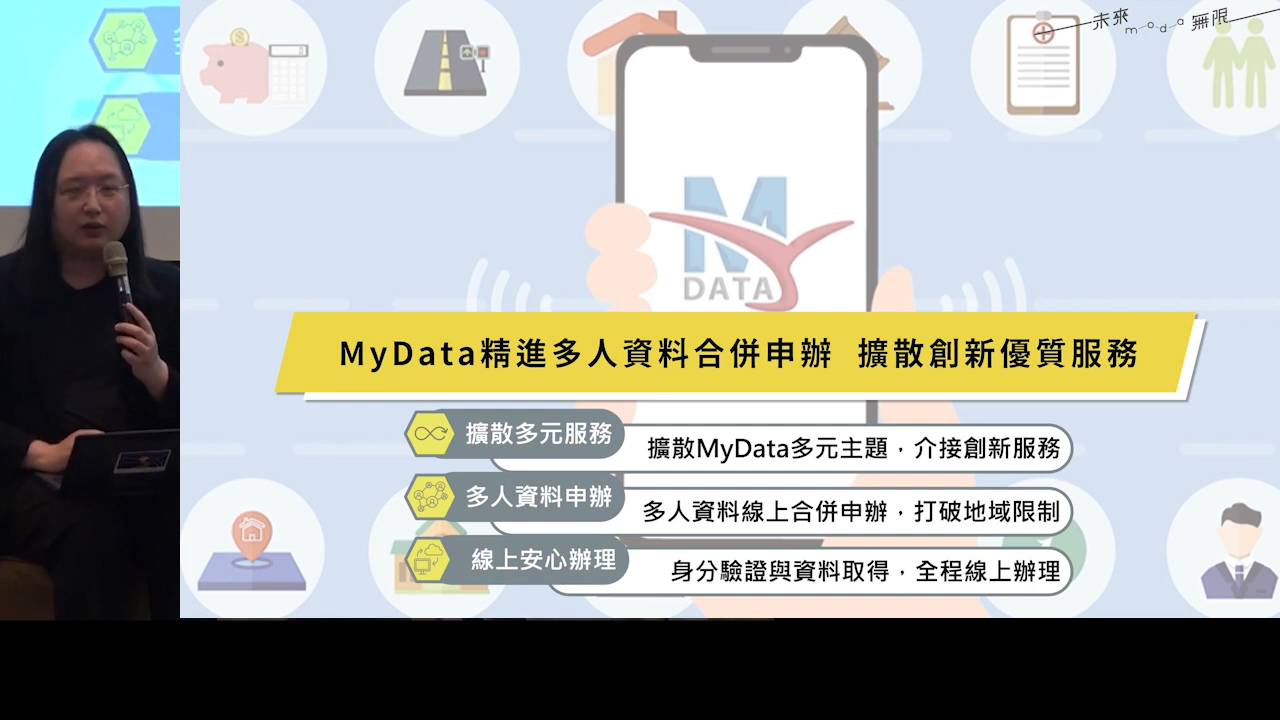 未來 moda 無限
MY
DATA
MyData精進多人資料合併申辦 擴散創新優質服務
擴散多元服務
擴散MyData多元主題，介接創新服務
多人資料申辦
多人資料線上合併申辦，打破地域限制
線上安心辦理
身分驗證與資料取得，全程線上辦理